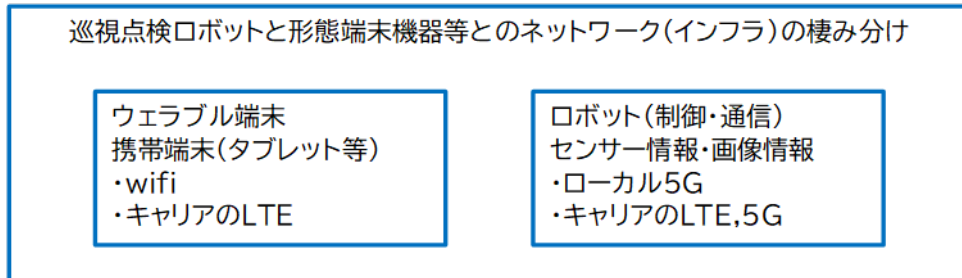 巡視点検ロボットと形態端末機器等とのネットワーク(インフラ)の棲み分け
ウェラブル端末
携帯端末(タブレット等)
・wifi
・キャリアのLTE
ロボット(制御・通信)
センサー情報・画像情報
・ローカル5G
・キャリアのLTE,5G